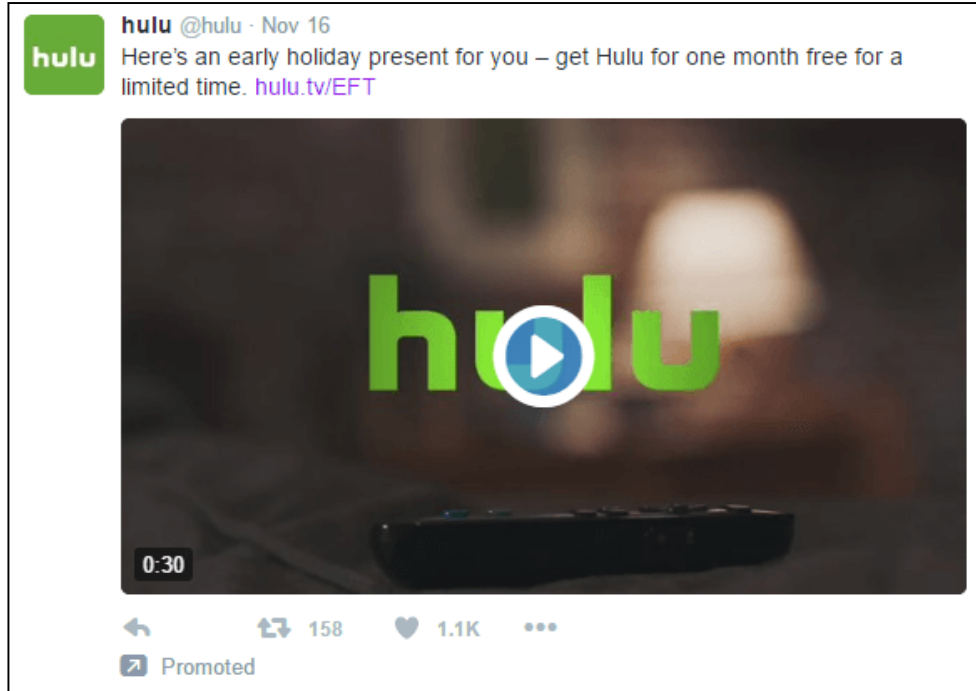 hulu
hulu @hulu · Nov 16
Here’s an early holiday present for you – get Hulu for one month free for a
limited time. hulu.tv/EFT
hulu
0:30
158 1.1K
Promoted